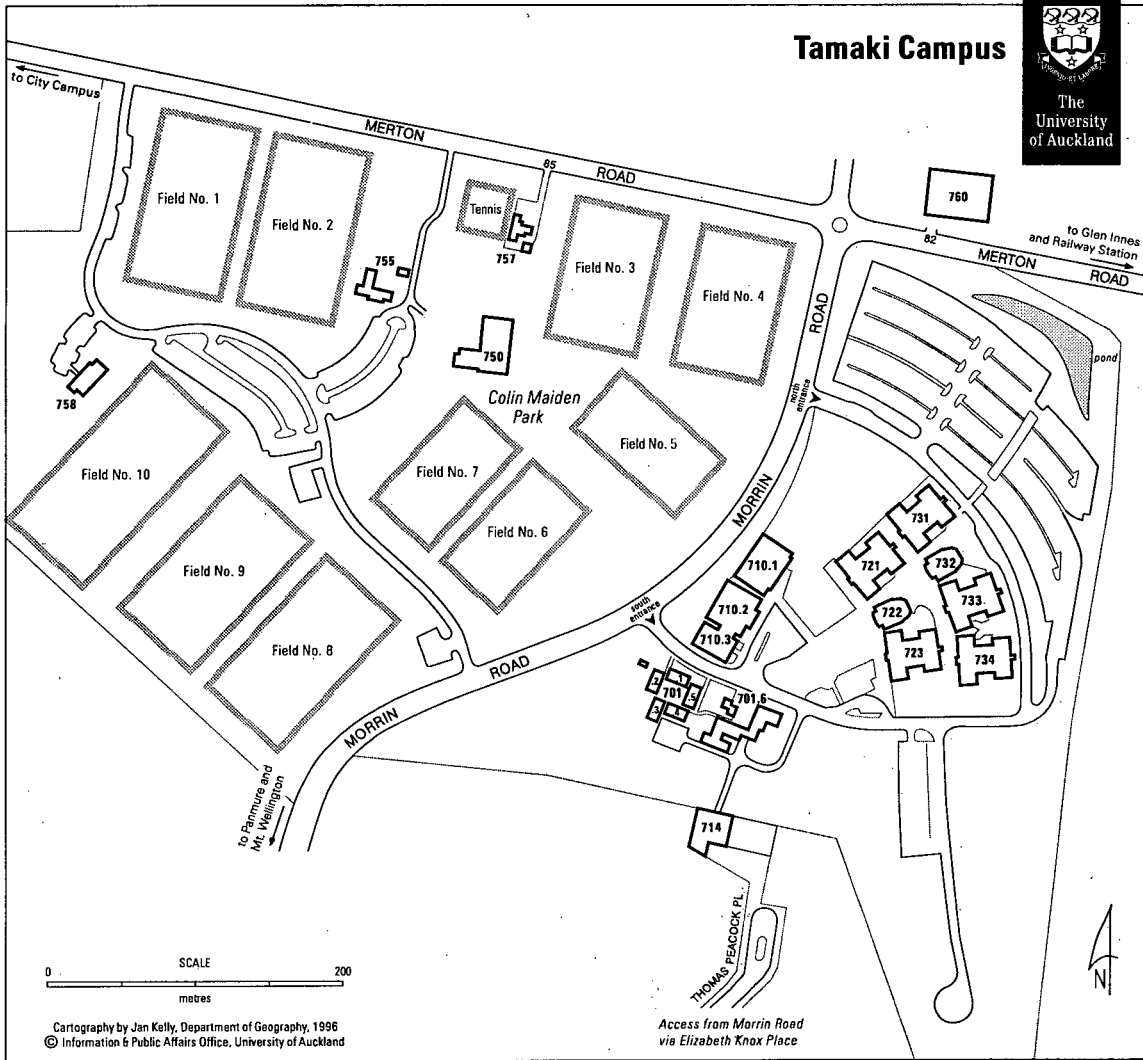 Tamaki Campus
The
University
of Auckland
to City Campus
MERTON
85
ROAD
760
82
to Glen Innes
and Railway Station
MERTON
ROAD
Field No. 1
Field No. 2
Tennis
757
755
Field No. 3
Field No. 4
ROAD
pond
750
758
Colin Maiden
Park
north
entrance
Field No. 5
Field No. 7
Field No. 10
MORRIN
Field No. 6
Field No. 9
731
721
710.1
732
733
710.2
722
710.3
723
734
south
entrance
Field No. 8
ROAD
.2
.1
701
.5
701.6
.3
.4
MORRIN
to Panmure and
Mt. Wellington
714
THOMAS PEACOCK PL.
SCALE
0 200
metres
N
Cartography by Jan Kelly, Department of Geography, 1996
© Information & Public Affairs Office, University of Auckland
Access from Morrin Road
via Elizabeth Knox Place